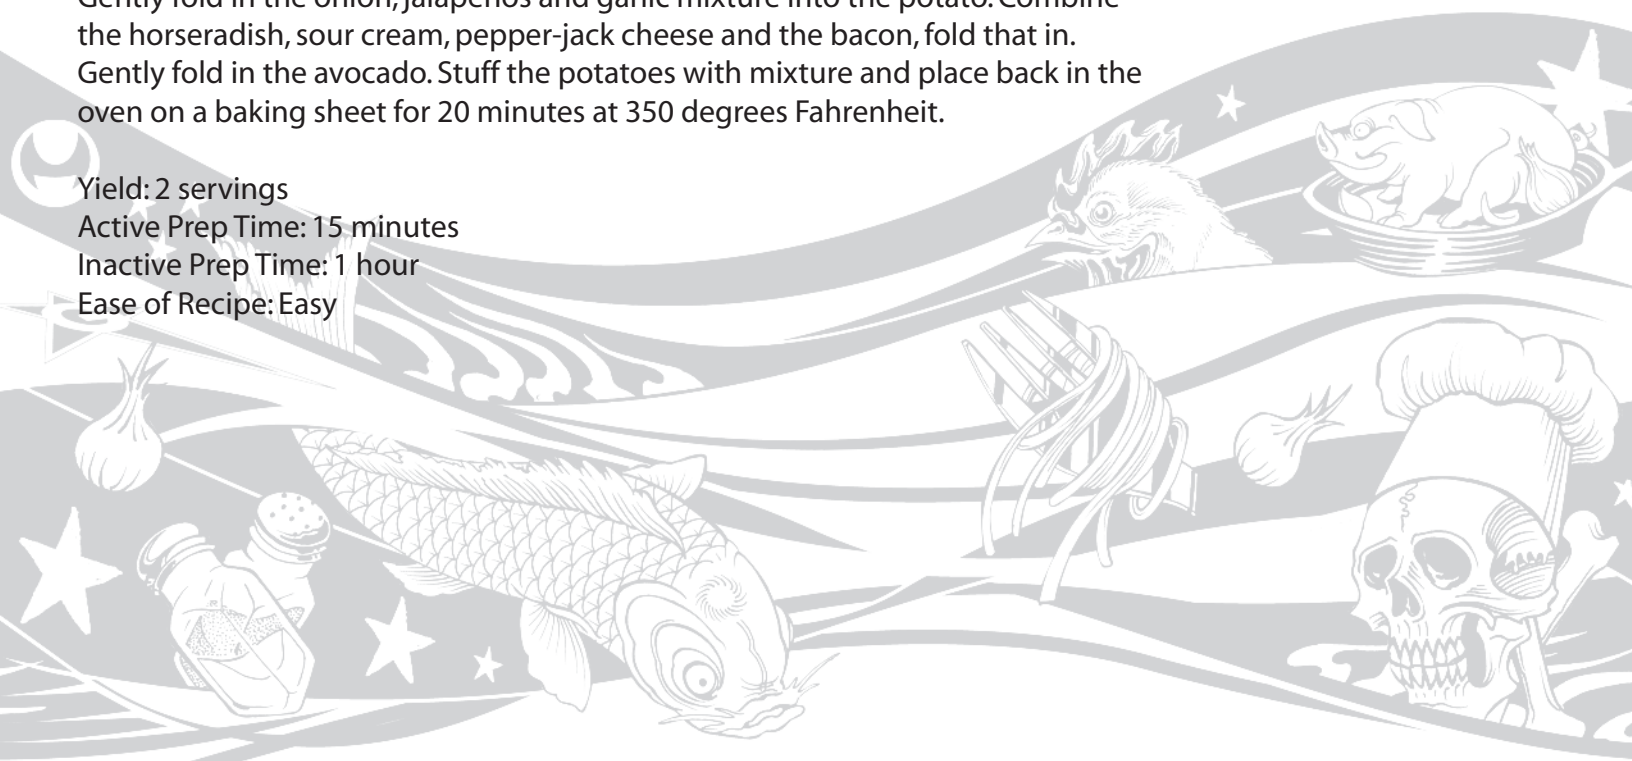 Gently fold in the onion, jalapeños and garlic mixture into the potato. Combine
the horseradish, sour cream, pepper-jack cheese and the bacon, fold that in.
Gently fold in the avocado. Stuff the potatoes with mixture and place back in the
oven on a baking sheet for 20 minutes at 350 degrees Fahrenheit.
Yield: 2 servings
Active Prep Time: 15 minutes
Inactive Prep Time: 1 hour
Ease of Recipe: Easy